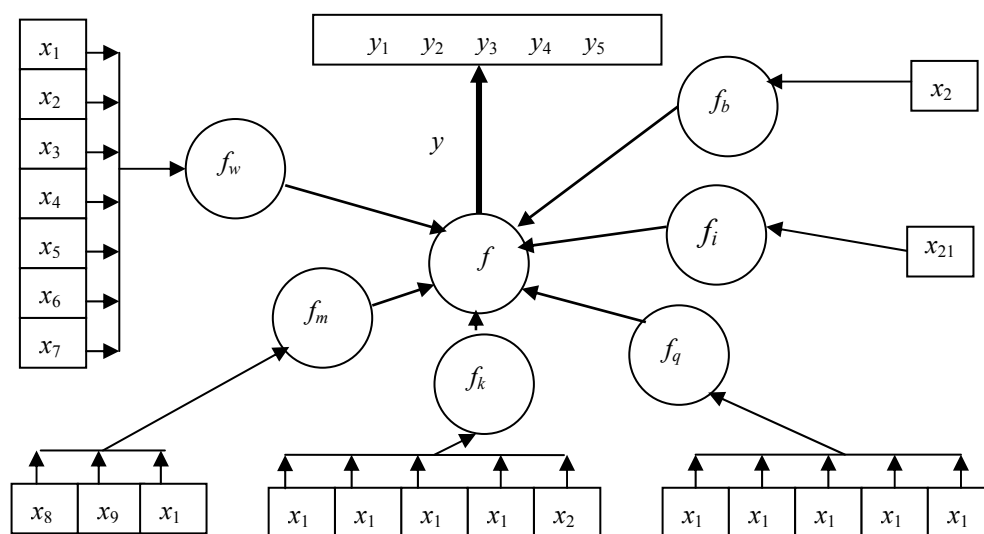 x1
x2
x3
x4
x5
x6
x7
y1 y2 y3 y4 y5
y
fw
fb
x2
fi
x21
f
fm
fk
fq
x8 x9 x1
x1 x1 x1 x1 x2
x1 x1 x1 x1 x1